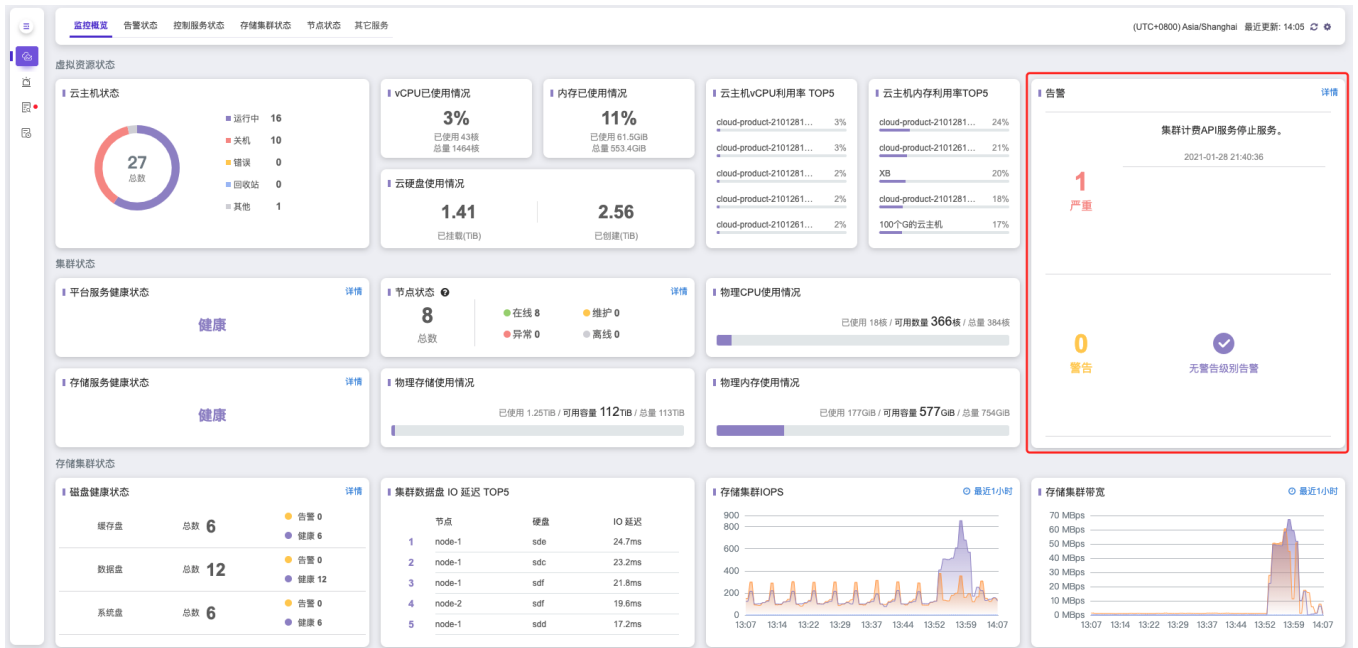 监控概览 告警状态 控制服务状态 存储集群状态 节点状态 其它服务
(UTC+0800) Asia/Shanghai 最近更新: 14:05
虚拟资源状态
云主机状态
27
总数
运行中 16
关机 10
错误 0
回收站 0
其他 1
vCPU已使用情况
3%
已使用 43核
总量 1464核
内存已使用情况
11%
已使用 61.5GiB
总量 553.4GiB
云硬盘使用情况
1.41
已挂载(TiB)
2.56
已创建(TiB)
云主机vCPU利用率 TOP5
cloud-product-2101281... 3%
cloud-product-2101281... 3%
cloud-product-2101281... 2%
cloud-product-2101261... 2%
cloud-product-2101261... 2%
云主机内存利用率TOP5
cloud-product-2101281... 24%
cloud-product-2101261... 21%
XB 20%
cloud-product-2101281... 18%
100个G的云主机 17%
告警 详情
1
严重
集群计费API服务停止服务。
2021-01-28 21:40:36
0
警告
无警告级别告警
集群状态
平台服务健康状态 详情
健康
节点状态 详情
8
总数
在线 8
维护 0
异常 0
离线 0
物理CPU使用情况
已使用 18核 / 可用数量 366核 / 总量 384核
存储服务健康状态 详情
健康
物理存储使用情况
已使用 1.25TiB / 可用容量 112TiB / 总量 113TiB
物理内存使用情况
已使用 177GiB / 可用容量 577GiB / 总量 754GiB
存储集群状态
磁盘健康状态 详情
缓存盘 总数 6
告警 0
健康 6
数据盘 总数 12
告警 0
健康 12
系统盘 总数 6
告警 0
健康 6
集群数据盘 IO 延迟 TOP5
节点 硬盘 IO 延迟
1 node-1 sde 24.7ms
2 node-1 sdc 23.2ms
3 node-1 sdf 21.8ms
4 node-2 sdf 19.6ms
5 node-1 sdd 17.2ms
存储集群IOPS 最近1小时
900
800
600
400
200
0
13:07 13:14 13:22 13:29 13:37 13:44 13:52 13:59 14:07
存储集群带宽 最近1小时
70 MBps
60 MBps
50 MBps
40 MBps
30 MBps
20 MBps
10 MBps
0 MBps
13:07 13:14 13:22 13:29 13:37 13:44 13:52 13:59 14:07